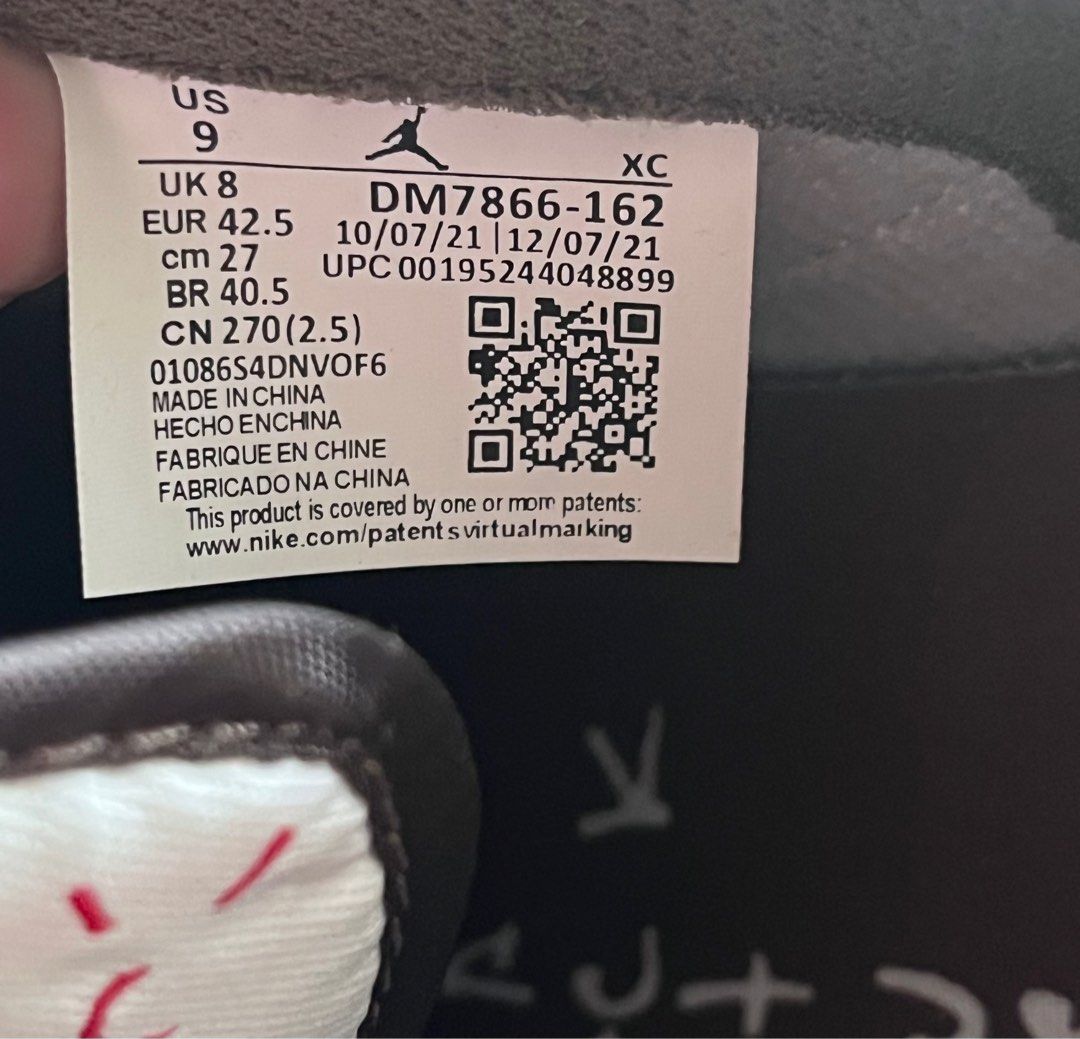 US
9
XC
UK 8
DM7866-162
EUR 42.5
10/07/21 | 12/07/21
cm 27
UPC 00195244048899
BR 40.5
CN 270(2.5)
01086S4DNVOF6
MADE IN CHINA
HECHO ENCHINA
FABRIQUE EN CHINE
FABRICADO NA CHINA
This product is covered by one or mom patents:
www.nike.com/patentsvirtualmarking